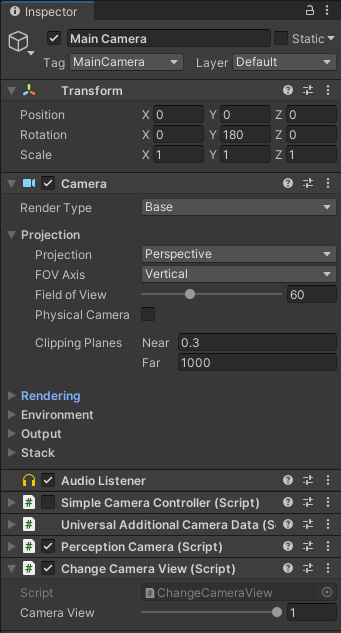 Inspector
Main Camera
Static
Tag MainCamera Layer Default
Transform
Position X 0 Y 0 Z 0
Rotation X 0 Y 180 Z 0
Scale X 1 Y 1 Z 1
Camera
Render Type Base
Projection
Projection Perspective
FOV Axis Vertical
Field of View 60
Physical Camera
Clipping Planes Near 0.3
Far 1000
Rendering
Environment
Output
Stack
Audio Listener
# Simple Camera Controller (Script)
# Universal Additional Camera Data (Sc
# Perception Camera (Script)
# Change Camera View (Script)
Script # ChangeCameraView
Camera View 1